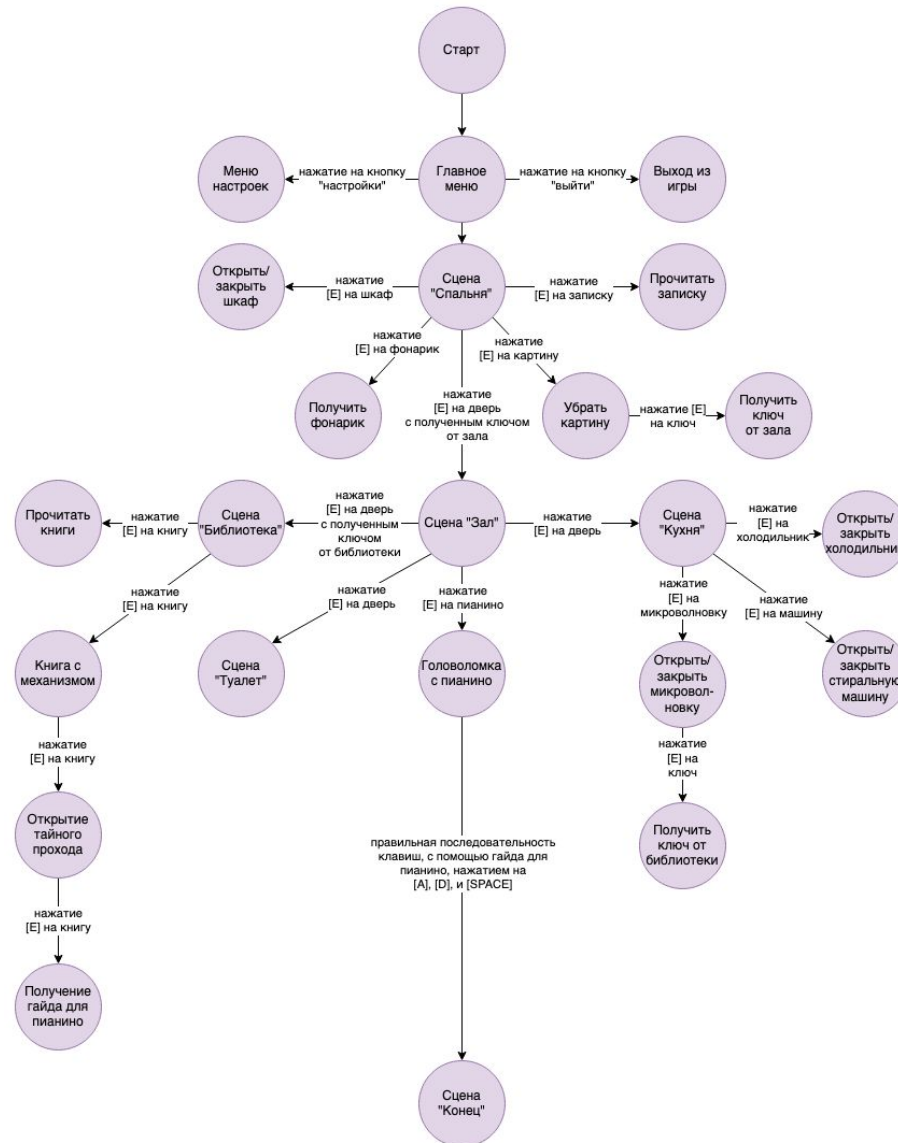 Старт
Меню
настроек
нажатие на кнопку
"настройки"
Главное
меню
нажатие на кнопку
"выйти"
Выход из
игры
Открыть/
закрыть
шкаф
нажатие
[E] на шкаф
Сцена
"Спальня"
нажатие
[E] на записку
Прочитать
записку
нажатие
[E] на фонарик
нажатие
[E] на картину
Получить
фонарик
нажатие
[E] на дверь
с полученным ключом
от зала
Убрать
картину
нажатие [E]
на ключ
Получить
ключ
от зала
Прочитать
книги
нажатие
[E] на книгу
Сцена
"Библиотека"
нажатие
[E] на дверь
с полученным
ключом
от библиотеки
Сцена "Зал"
нажатие
[E] на дверь
Сцена
"Кухня"
нажатие
[E] на
холодильник
Открыть/
закрыть
холодильник
нажатие
[E] на книгу
нажатие
[E] на дверь
нажатие
[E] на пианино
нажатие
[E] на
микроволновку
нажатие
[E] на машину
Книга с
механизмом
Сцена
"Туалет"
Головоломка
с пианино
Открыть/
закрыть
микровол-
новку
Открыть/
закрыть
стиральную
машину
нажатие
[E] на книгу
нажатие
[E] на
ключ
Открытие
тайного
прохода
правильная последовательность
клавиш, с помощью гайда для
пианино, нажатием на
[A], [D], и [SPACE]
Получить
ключ от
библиотеки
нажатие
[E] на книгу
Получение
гайда для
пианино
Сцена
"Конец"